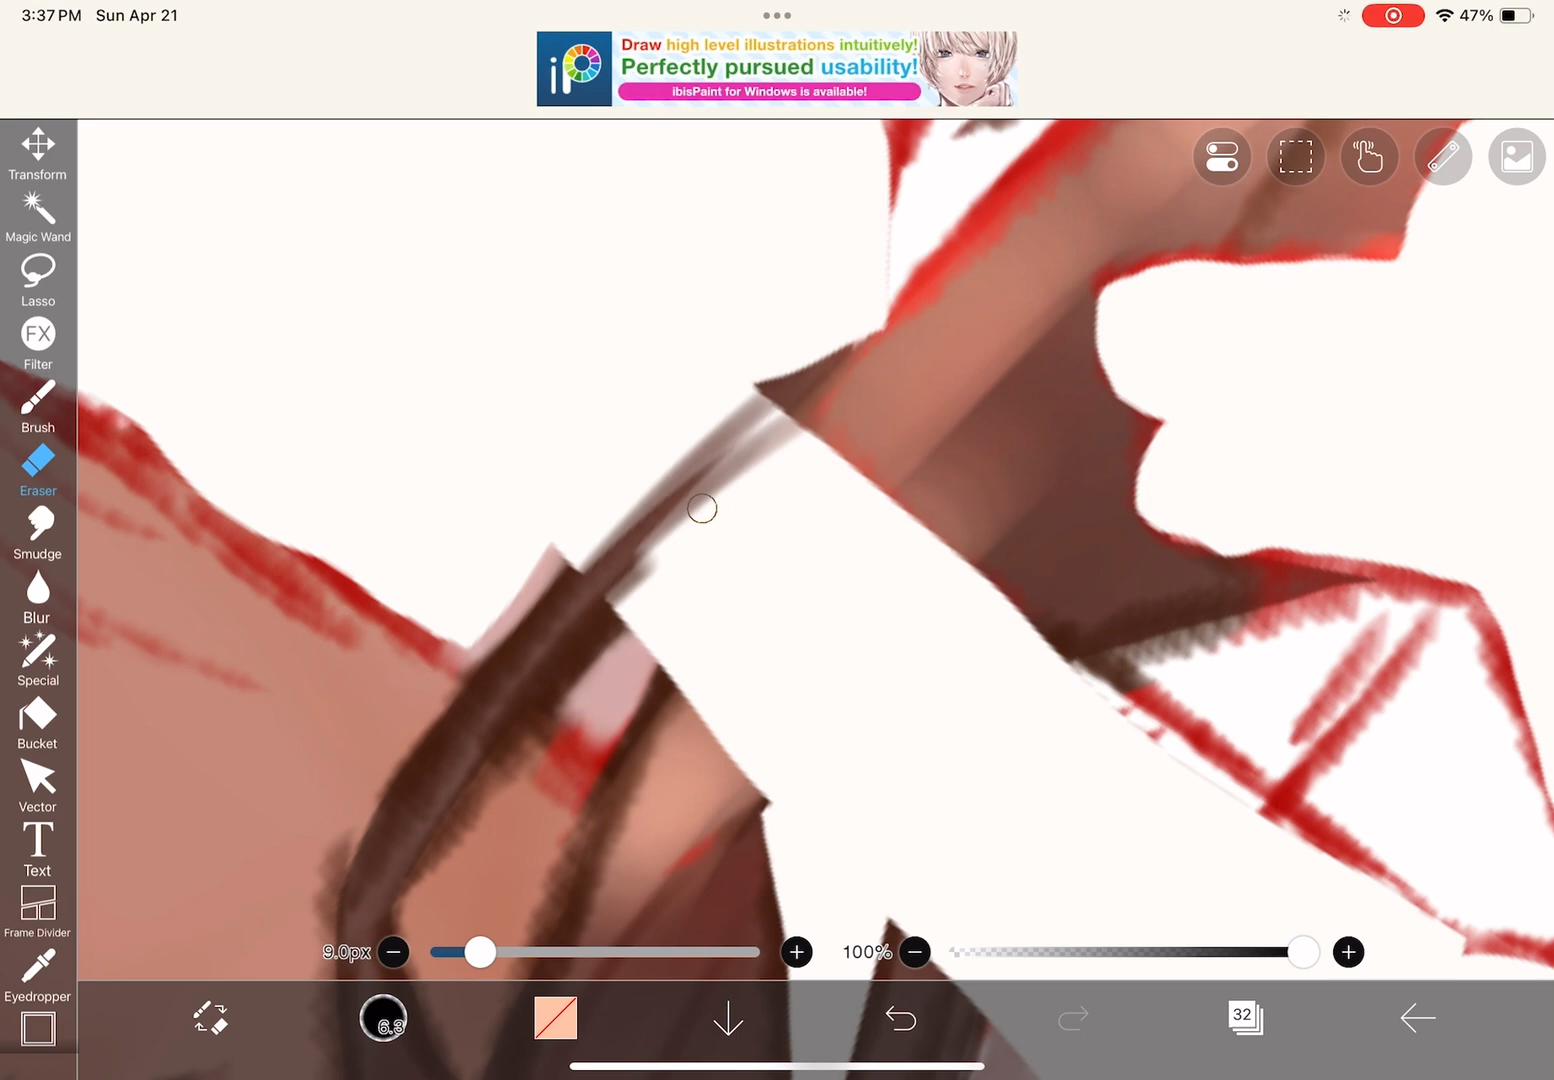 3:37 PM Sun Apr 21
47%
iP
Draw high level illustrations intuitively!
Perfectly pursued usability!
ibisPaint for Windows is available!
Transform
Magic Wand
Lasso
FX
Filter
Brush
Eraser
Smudge
Blur
Special
Bucket
Vector
T
Text
Frame Divider
Eyedropper
9.0px
100%
6.3
32